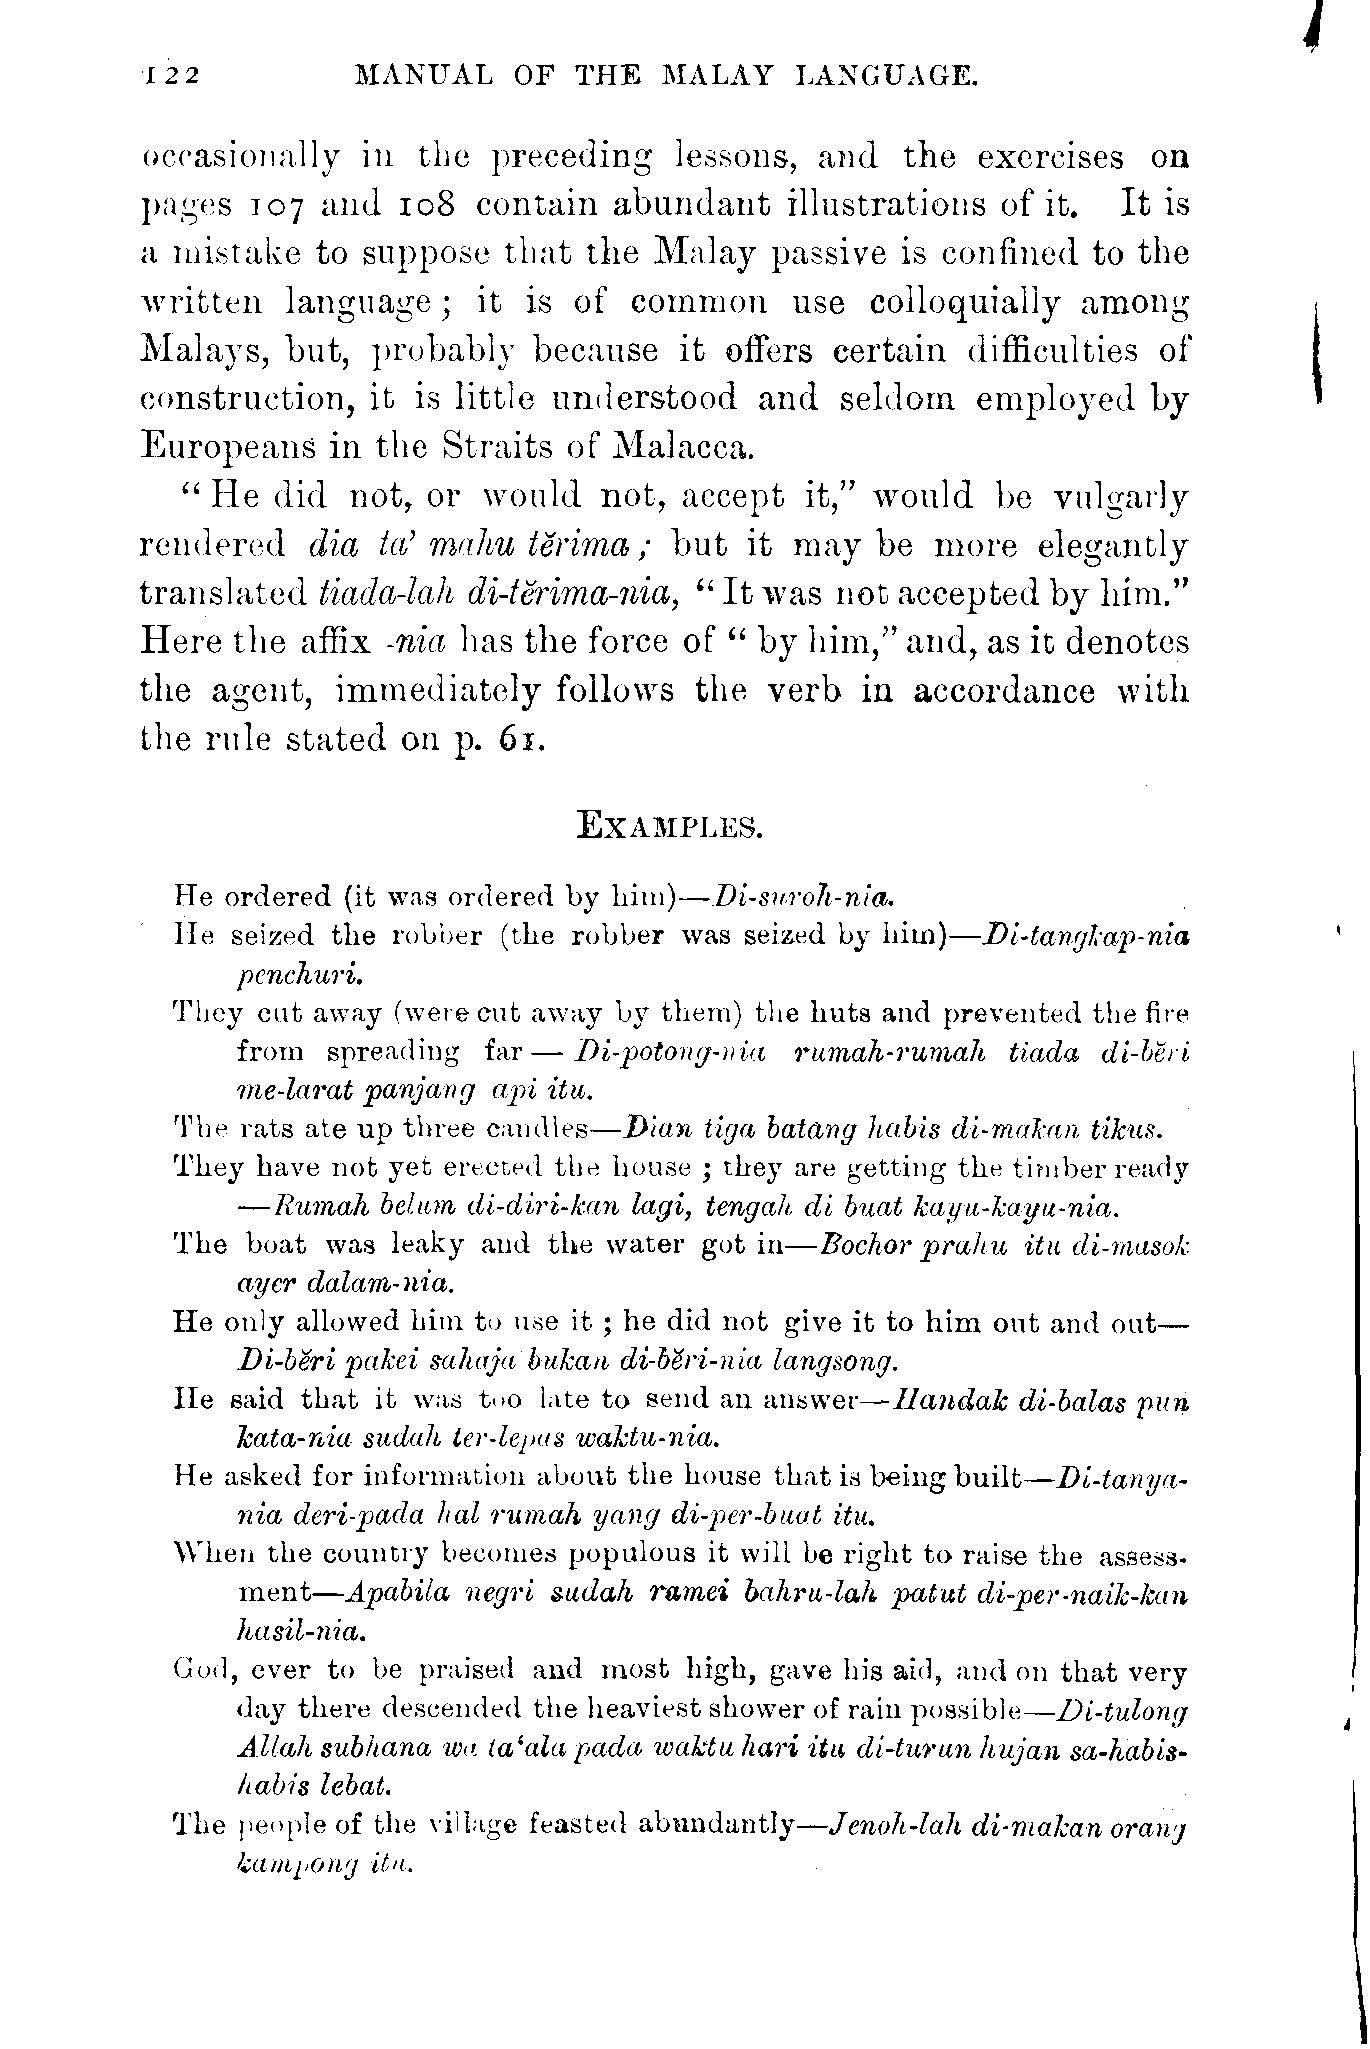 122 MANUAL OF THE MALAY LANGUAGE.
occasionally in the preceding lessons, and the exercises on
pages 107 and 108 contain abundant illustrations of it. It is
a mistake to suppose that the Malay passive is confined to the
written language ; it is of common use colloquially among
Malays, but, probably because it offers certain difficulties of
construction, it is little understood and seldom employed by
Europeans in the Straits of Malacca.
“ He did not, or would not, accept it,” would be vulgarly
rendered dia ta’ mahu tĕrima ; but it may be more elegantly
translated tiada-lah di-tĕrima-nia, “ It was not accepted by him.”
Here the affix -nia has the force of “ by him,” and, as it denotes
the agent, immediately follows the verb in accordance with
the rule stated on p. 61.
EXAMPLES.
He ordered (it was ordered by him)—Di-suroh-nia.
He seized the robber (the robber was seized by him)—Di-tangkap-nia
penchuri.
They cut away (were cut away by them) the huts and prevented the fire
from spreading far — Di-potong-nia rumah-rumah tiada di-bĕri
me-larat panjang api itu.
The rats ate up three candles—Dian tiga batang habis di-makan tikus.
They have not yet erected the house ; they are getting the timber ready
—Rumah belum di-diri-kan lagi, tengah di buat kayu-kayu-nia.
The boat was leaky and the water got in—Bochor prahu itu di-masok
ayer dalam-nia.
He only allowed him to use it ; he did not give it to him out and out—
Di-bĕri pakei sahaja bukan di-bĕri-nia langsong.
He said that it was too late to send an answer—Handak di-balas pun
kata-nia sudah ter-lepas waktu-nia.
He asked for information about the house that is being built—Di-tanya-
nia deri-pada hal rumah yang di-per-buat itu.
When the country becomes populous it will be right to raise the assess-
ment—Apabila negri sudah ramei bahru-lah patut di-per-naik-kan
hasil-nia.
God, ever to be praised and most high, gave his aid, and on that very
day there descended the heaviest shower of rain possible—Di-tulong
Allah subhana wa ta‘ala pada waktu hari itu di-turun hujan sa-habis-
habis lebat.
The people of the village feasted abundantly—Jenoh-lah di-makan orang
kampong itu.